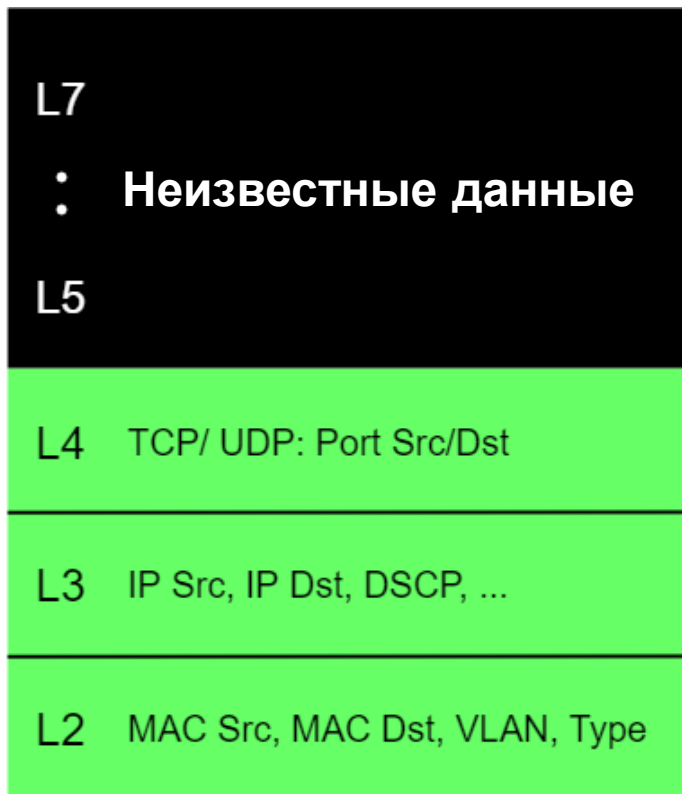 L7
: Неизвестные данные
L5
L4 TCP/ UDP: Port Src/Dst
L3 IP Src, IP Dst, DSCP, ...
L2 MAC Src, MAC Dst, VLAN, Type